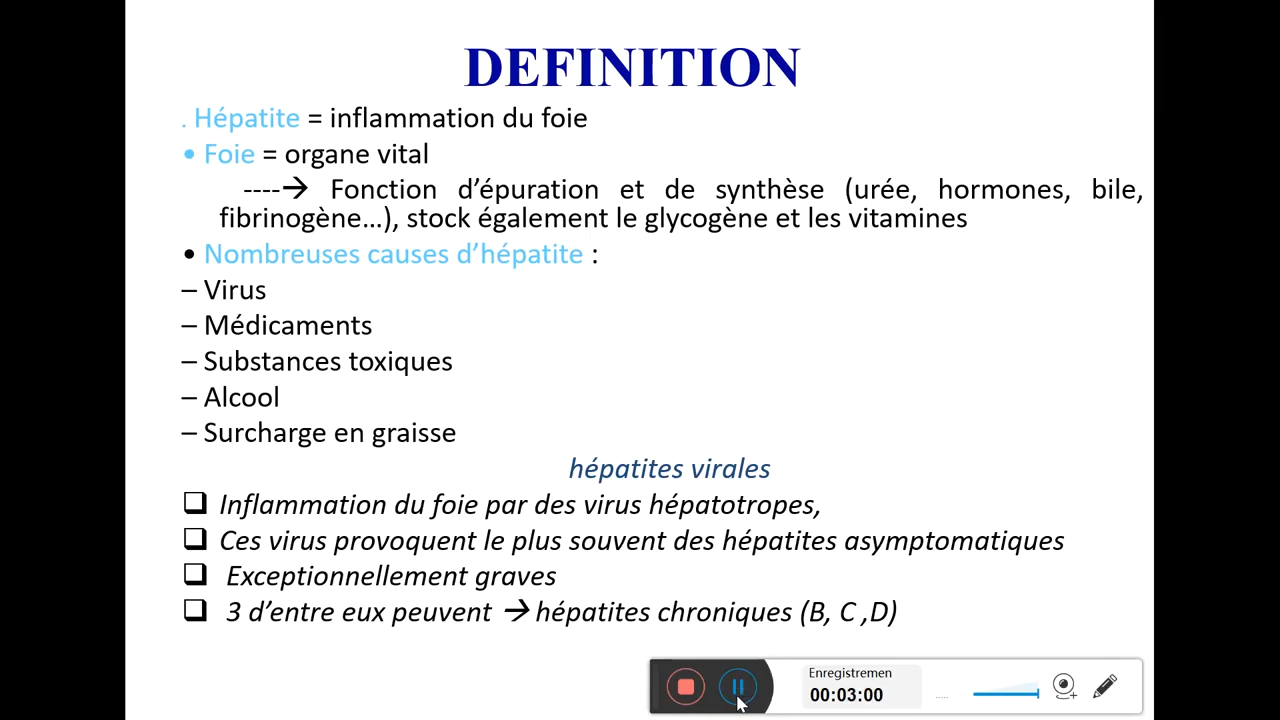 DEFINITION
. Hépatite = inflammation du foie
• Foie = organe vital
----→ Fonction d’épuration et de synthèse (urée, hormones, bile,
fibrinogène…), stock également le glycogène et les vitamines
• Nombreuses causes d’hépatite :
– Virus
– Médicaments
– Substances toxiques
– Alcool
– Surcharge en graisse
hépatites virales
❑ Inflammation du foie par des virus hépatotropes,
❑ Ces virus provoquent le plus souvent des hépatites asymptomatiques
❑ Exceptionnellement graves
❑ 3 d’entre eux peuvent → hépatites chroniques (B, C ,D)
Enregistremen
00:03:00